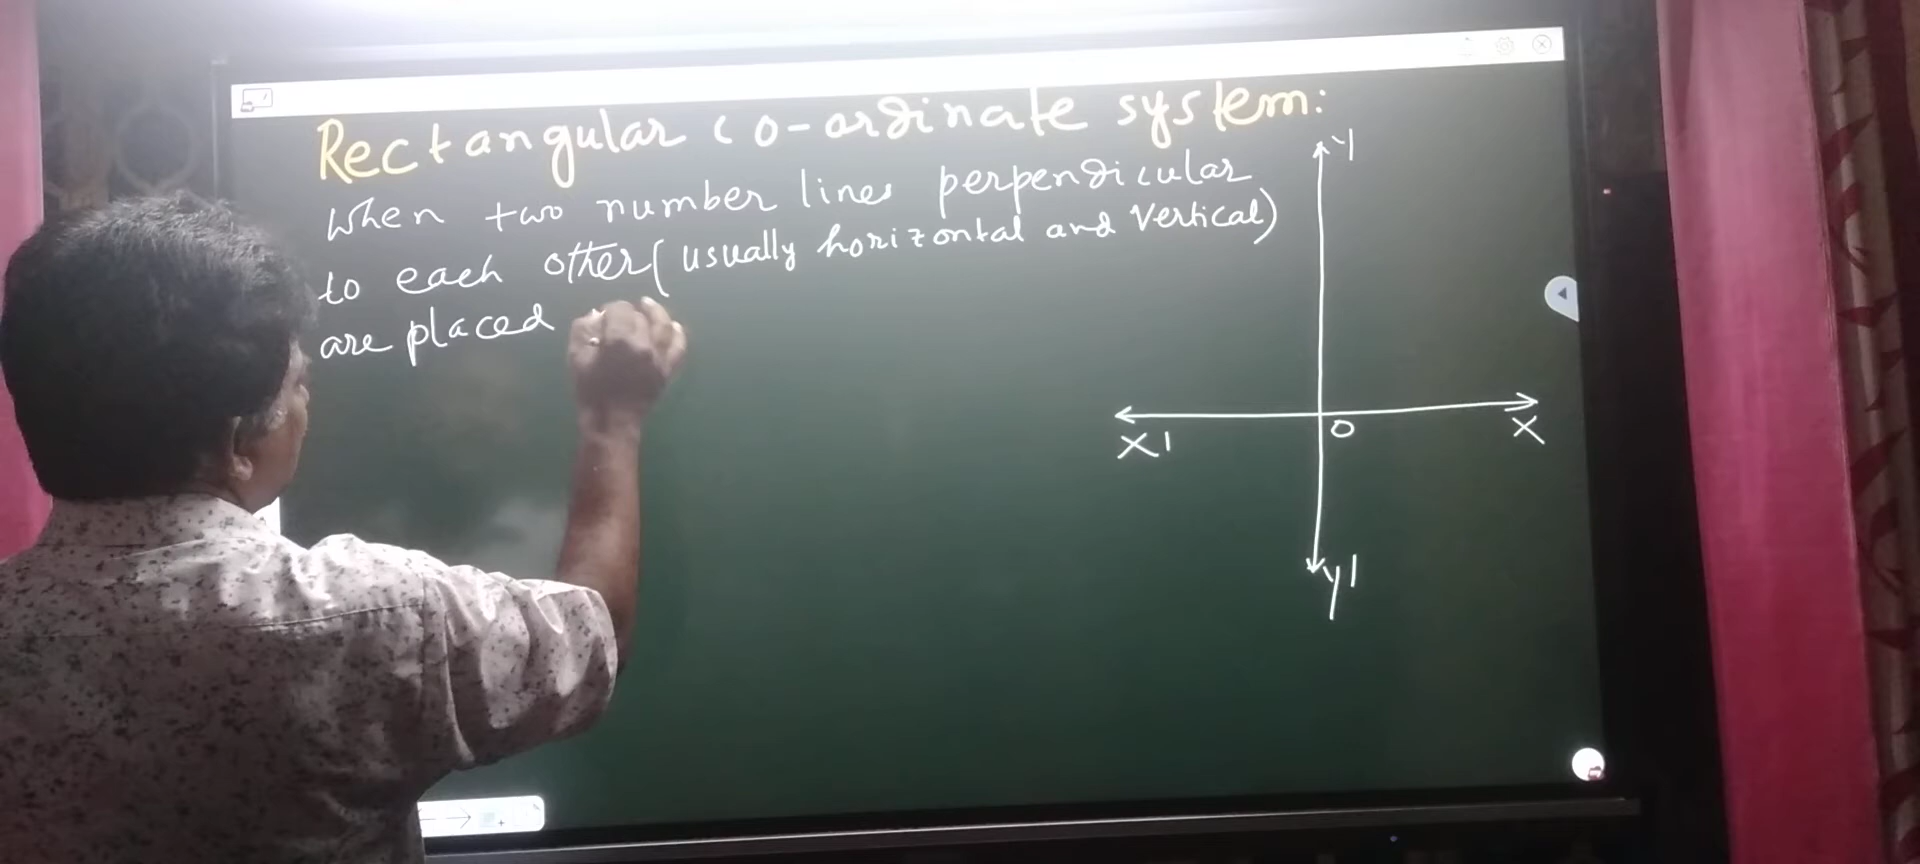 Rectangular co-ordinate system:
When two number lines perpendicular
to each other (usually horizontal and vertical)
are placed
Y
X' O X
Y'